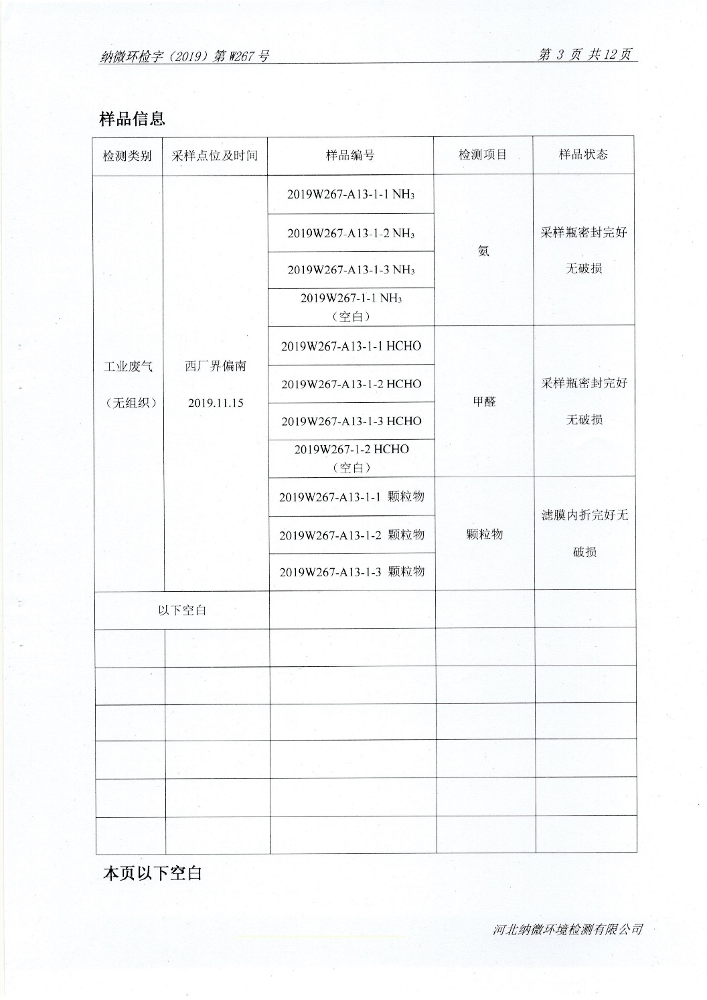 纳微环检字（2019）第 W267 号
第 3 页 共 12 页
样品信息
检测类别 采样点位及时间 样品编号 检测项目 样品状态
工业废气
（无组织）
西厂界偏南
2019.11.15
2019W267-A13-1-1 NH₃
2019W267-A13-1-2 NH₃
2019W267-A13-1-3 NH₃
2019W267-1-1 NH₃
（空白）
氨
采样瓶密封完好
无破损
2019W267-A13-1-1 HCHO
2019W267-A13-1-2 HCHO
2019W267-A13-1-3 HCHO
2019W267-1-2 HCHO
（空白）
甲醛
采样瓶密封完好
无破损
2019W267-A13-1-1 颗粒物
2019W267-A13-1-2 颗粒物
2019W267-A13-1-3 颗粒物
颗粒物
滤膜内折完好无
破损
以下空白
本页以下空白
河北纳微环境检测有限公司